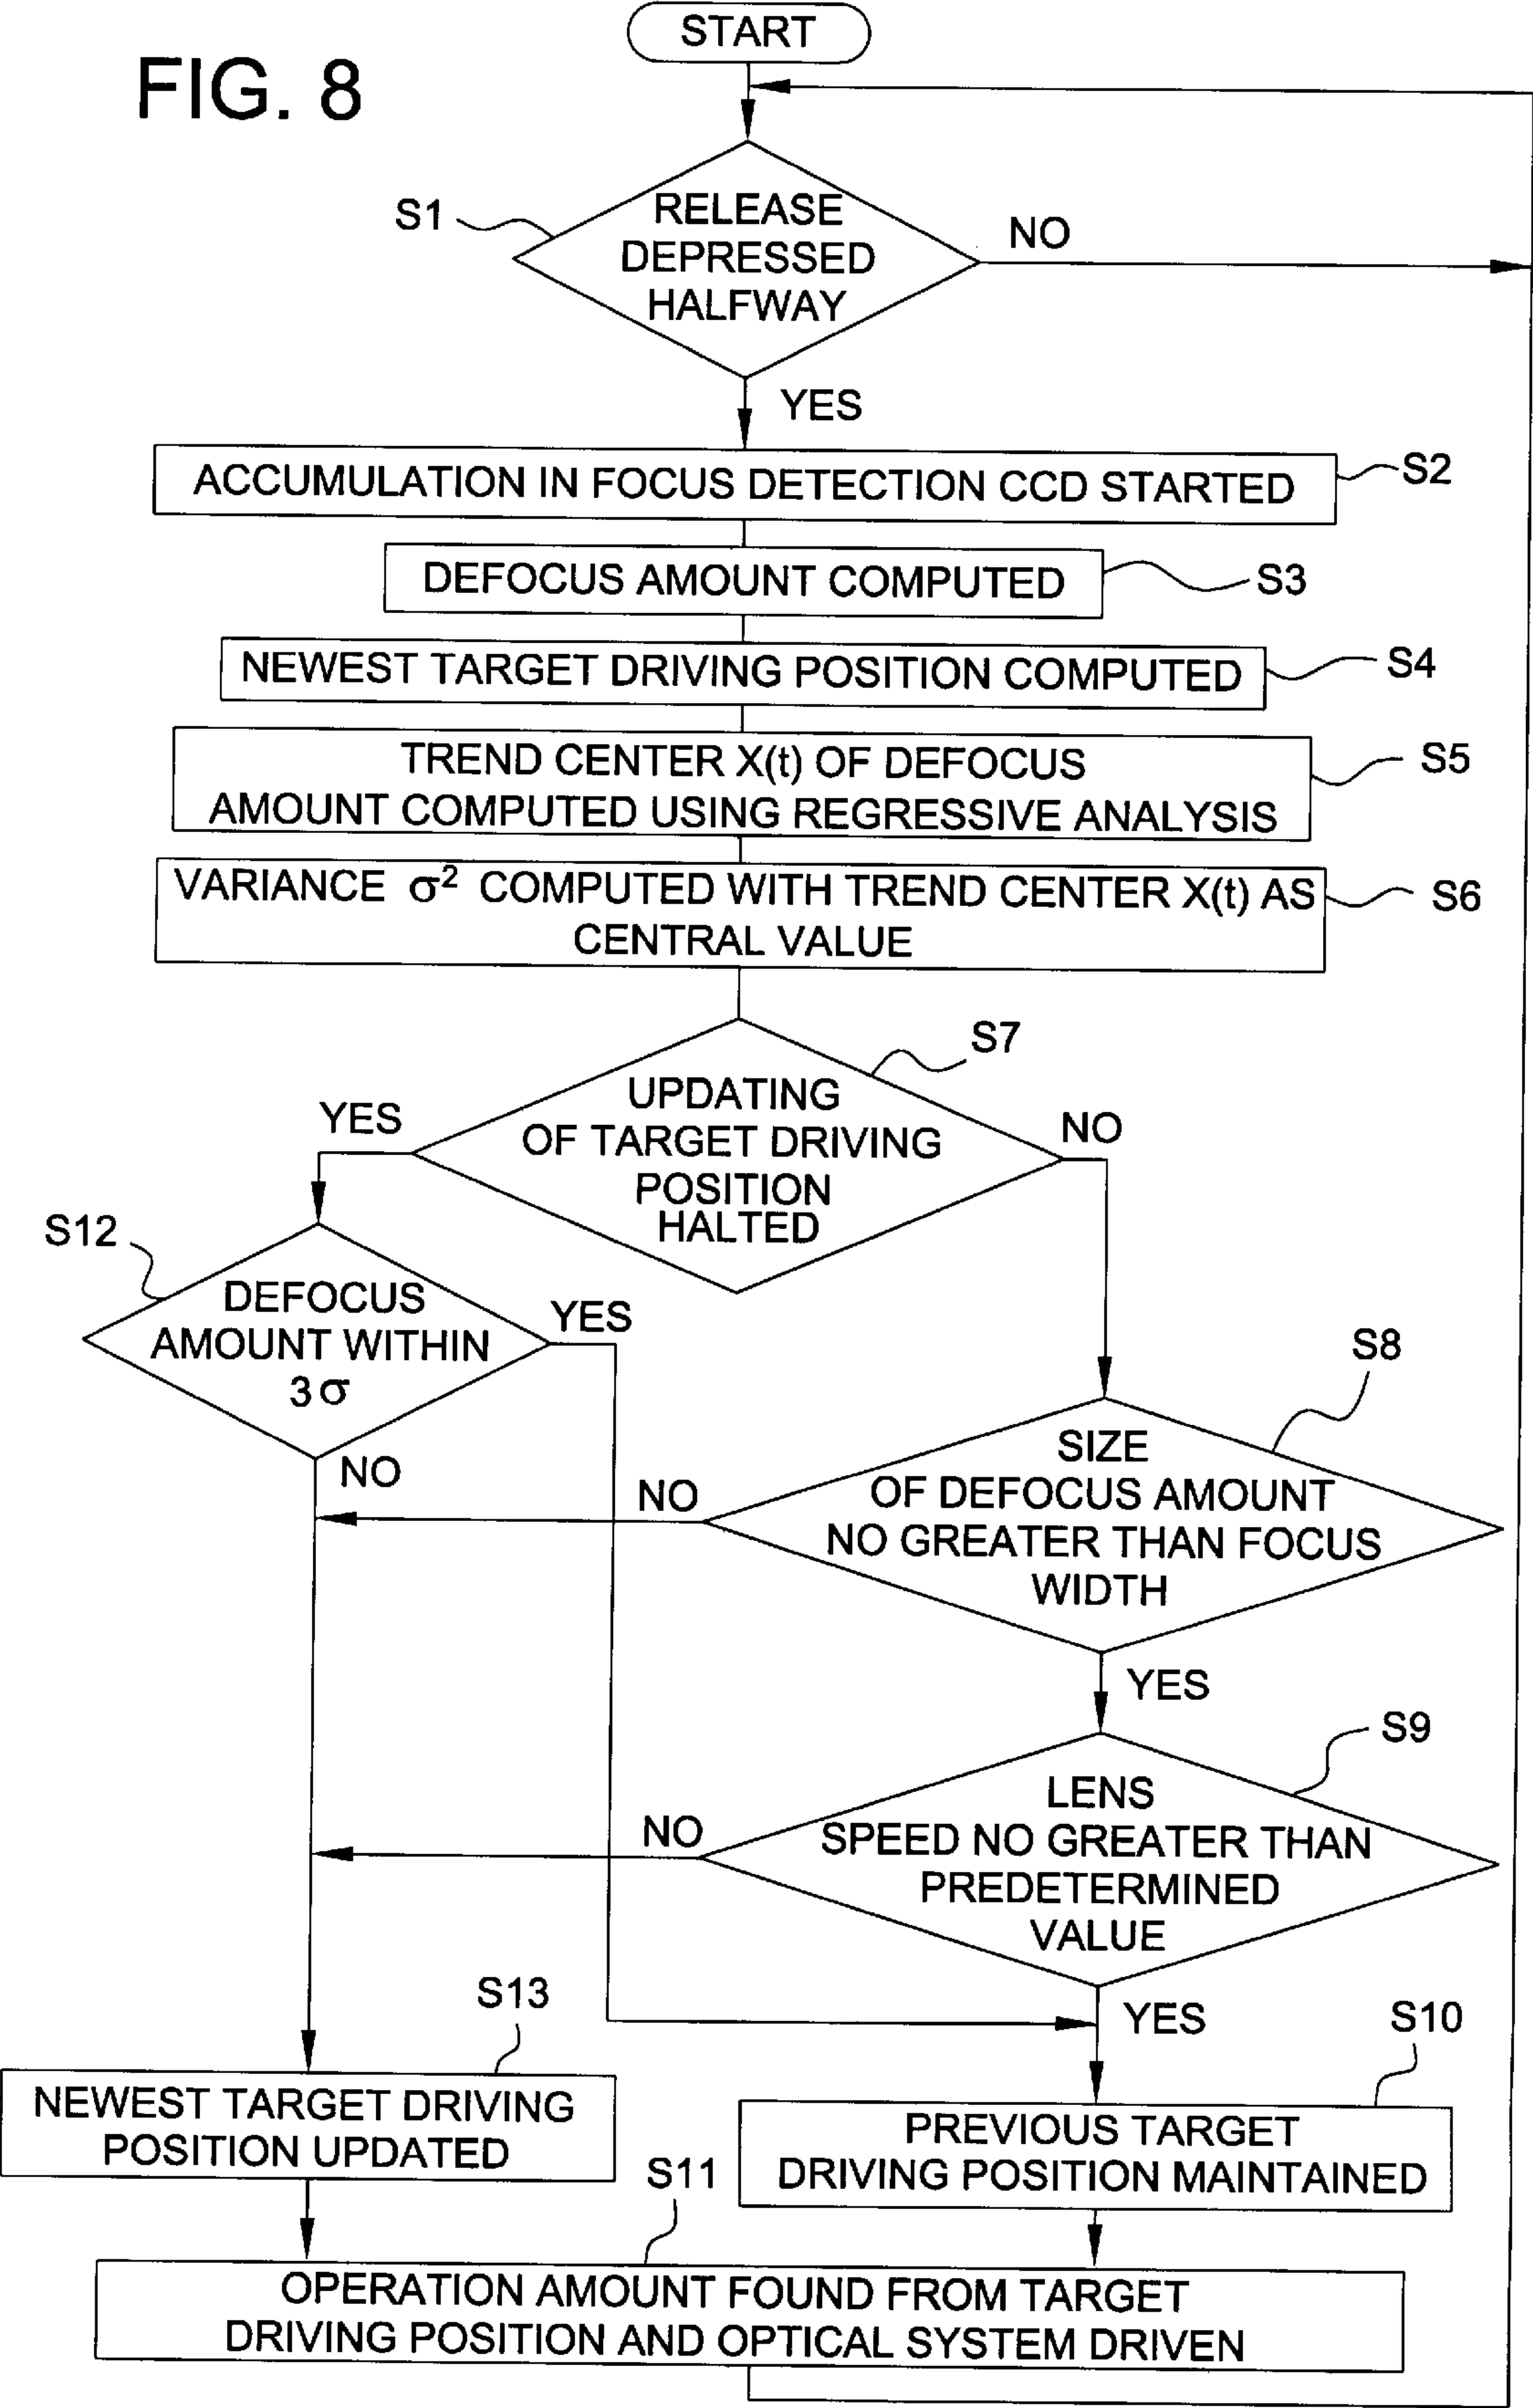 START
FIG. 8
S1
RELEASE
DEPRESSED
HALFWAY
NO
YES
ACCUMULATION IN FOCUS DETECTION CCD STARTED
S2
DEFOCUS AMOUNT COMPUTED
S3
NEWEST TARGET DRIVING POSITION COMPUTED
S4
TREND CENTER X(t) OF DEFOCUS
AMOUNT COMPUTED USING REGRESSIVE ANALYSIS
S5
VARIANCE σ² COMPUTED WITH TREND CENTER X(t) AS
CENTRAL VALUE
S6
S7
UPDATING
OF TARGET DRIVING
POSITION
HALTED
YES
NO
S12
DEFOCUS
AMOUNT WITHIN
3σ
YES
NO
S8
SIZE
OF DEFOCUS AMOUNT
NO GREATER THAN FOCUS
WIDTH
NO
YES
S9
LENS
SPEED NO GREATER THAN
PREDETERMINED
VALUE
NO
YES
S13
NEWEST TARGET DRIVING
POSITION UPDATED
S10
PREVIOUS TARGET
DRIVING POSITION MAINTAINED
S11
OPERATION AMOUNT FOUND FROM TARGET
DRIVING POSITION AND OPTICAL SYSTEM DRIVEN